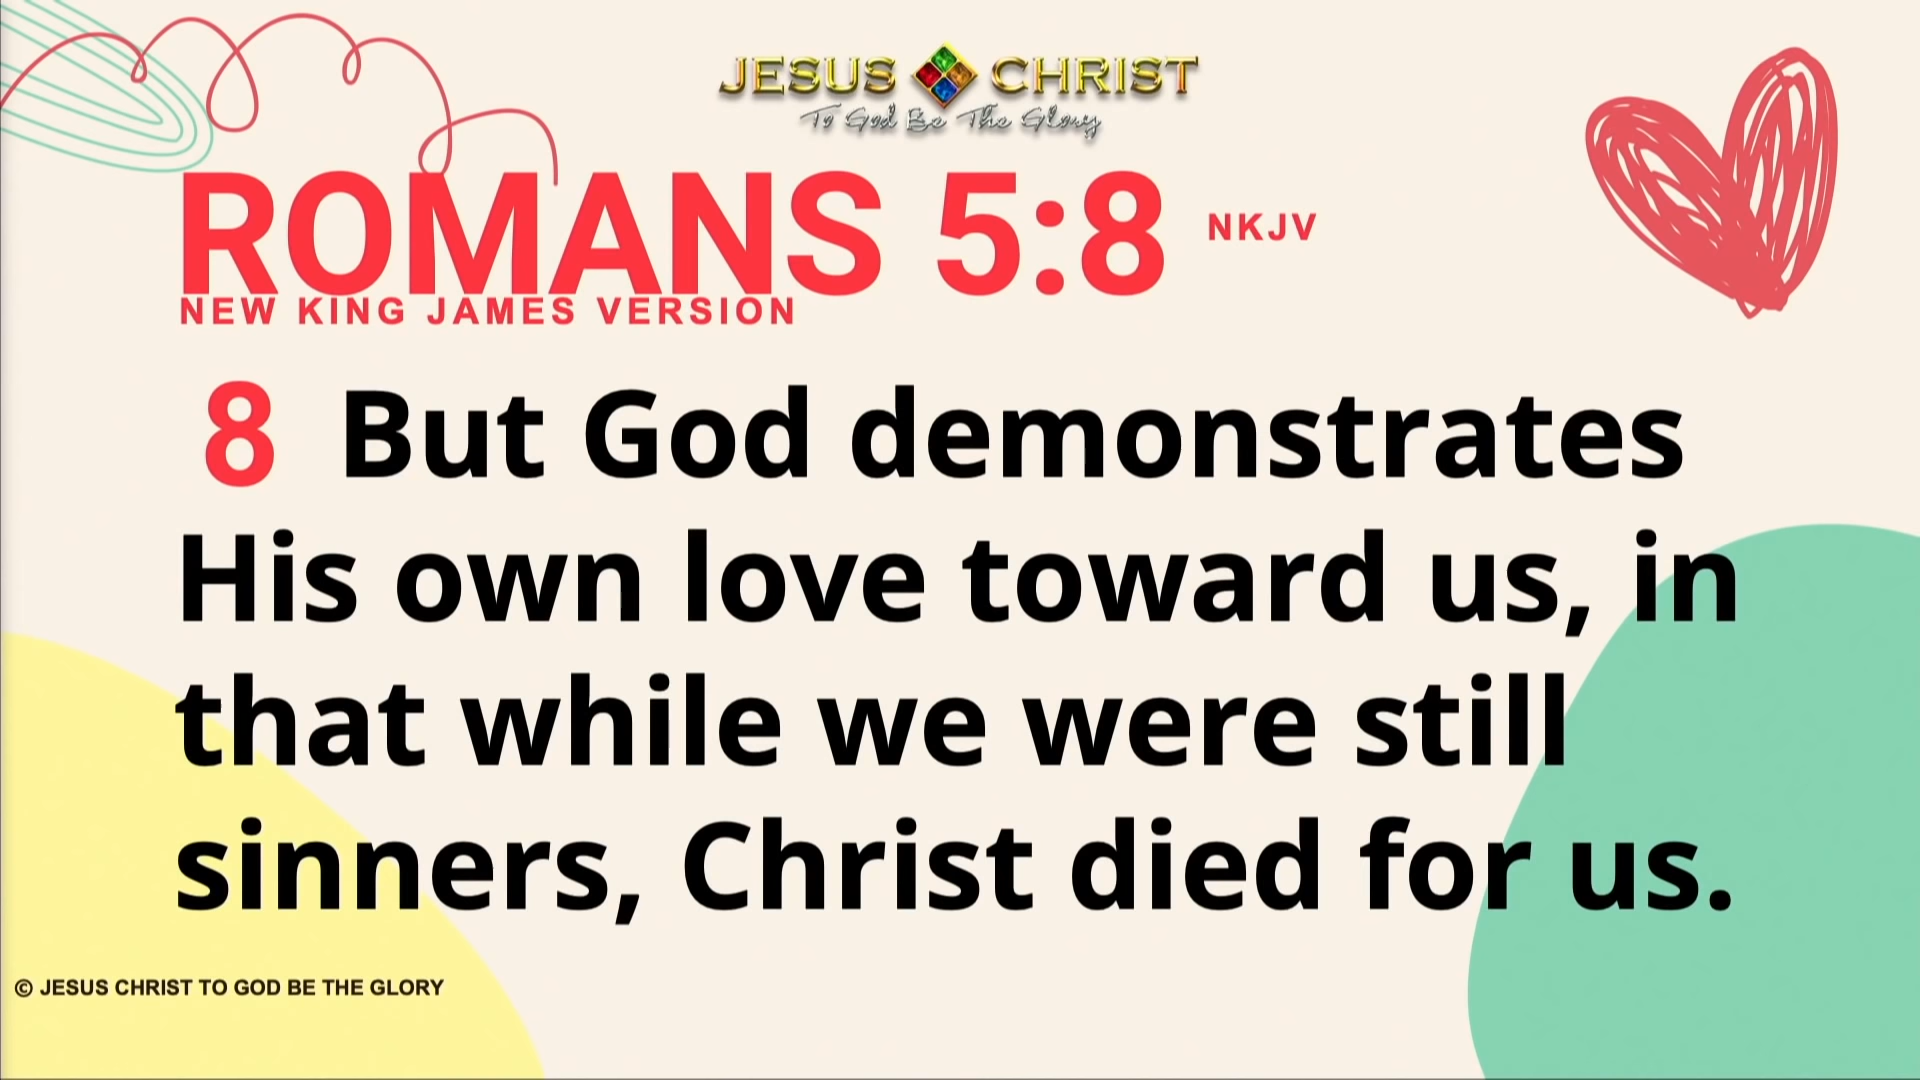 JESUS CHRIST
To God Be The Glory
ROMANS 5:8 NKJV
NEW KING JAMES VERSION
8 But God demonstrates
His own love toward us, in
that while we were still
sinners, Christ died for us.
© JESUS CHRIST TO GOD BE THE GLORY